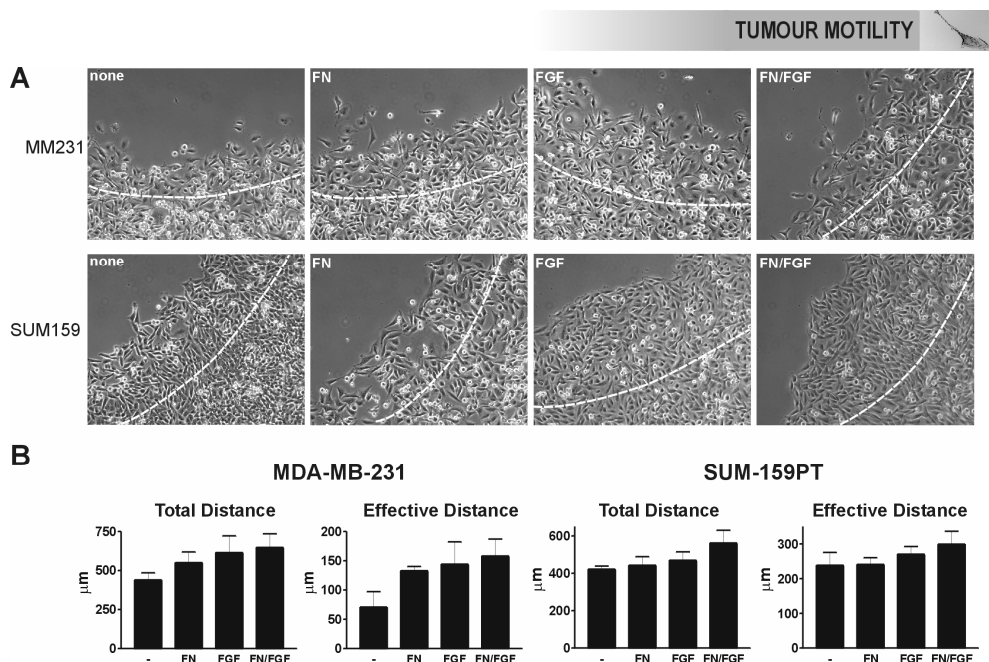 TUMOUR MOTILITY
A
none FN FGF FN/FGF
MM231
none FN FGF FN/FGF
SUM159
B
MDA-MB-231 SUM-159PT
Total Distance Effective Distance Total Distance Effective Distance
μm 750 500 250 0
- FN FGF FN/FGF
μm 200 150 100 50 0
- FN FGF FN/FGF
μm 600 400 200 0
- FN FGF FN/FGF
μm 300 200 100 0
- FN FGF FN/FGF